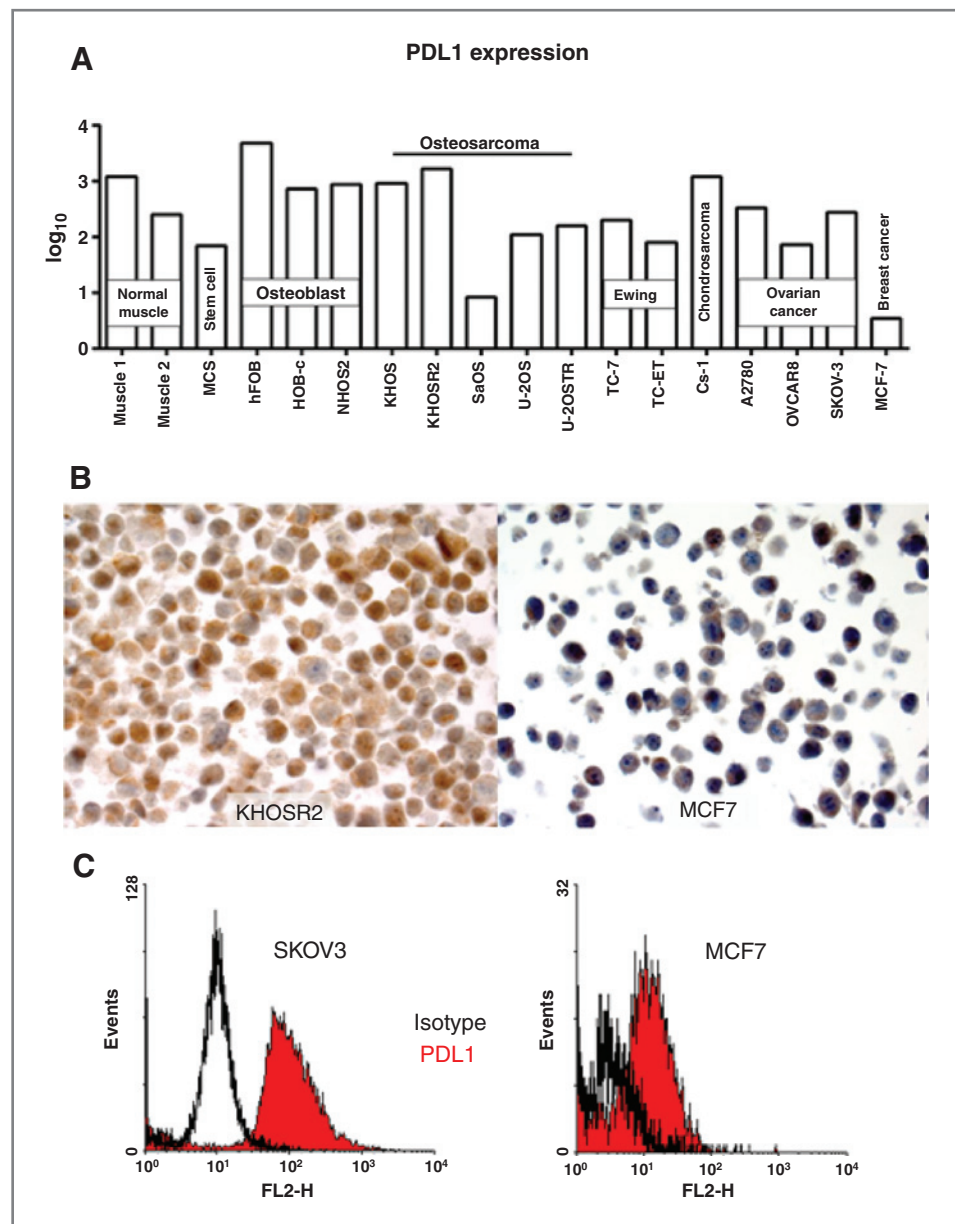 A
PDL1 expression
log10
4
3
2
1
0
Osteosarcoma
Normal
muscle
Stem cell
Osteoblast
Ewing
Chondrosarcoma
Ovarian
cancer
Breast cancer
Muscle 1
Muscle 2
MCS
hFOB
HOB-c
NHOS2
KHOS
KHOSR2
SaOS
U-2OS
U-2OSTR
TC-7
TC-ET
Cs-1
A2780
OVCAR8
SKOV-3
MCF-7
B
KHOSR2
MCF7
C
128
Events
0
SKOV3
10^0 10^1 10^2 10^3 10^4
FL2-H
Isotype
PDL1
32
Events
0
MCF7
10^0 10^1 10^2 10^3 10^4
FL2-H